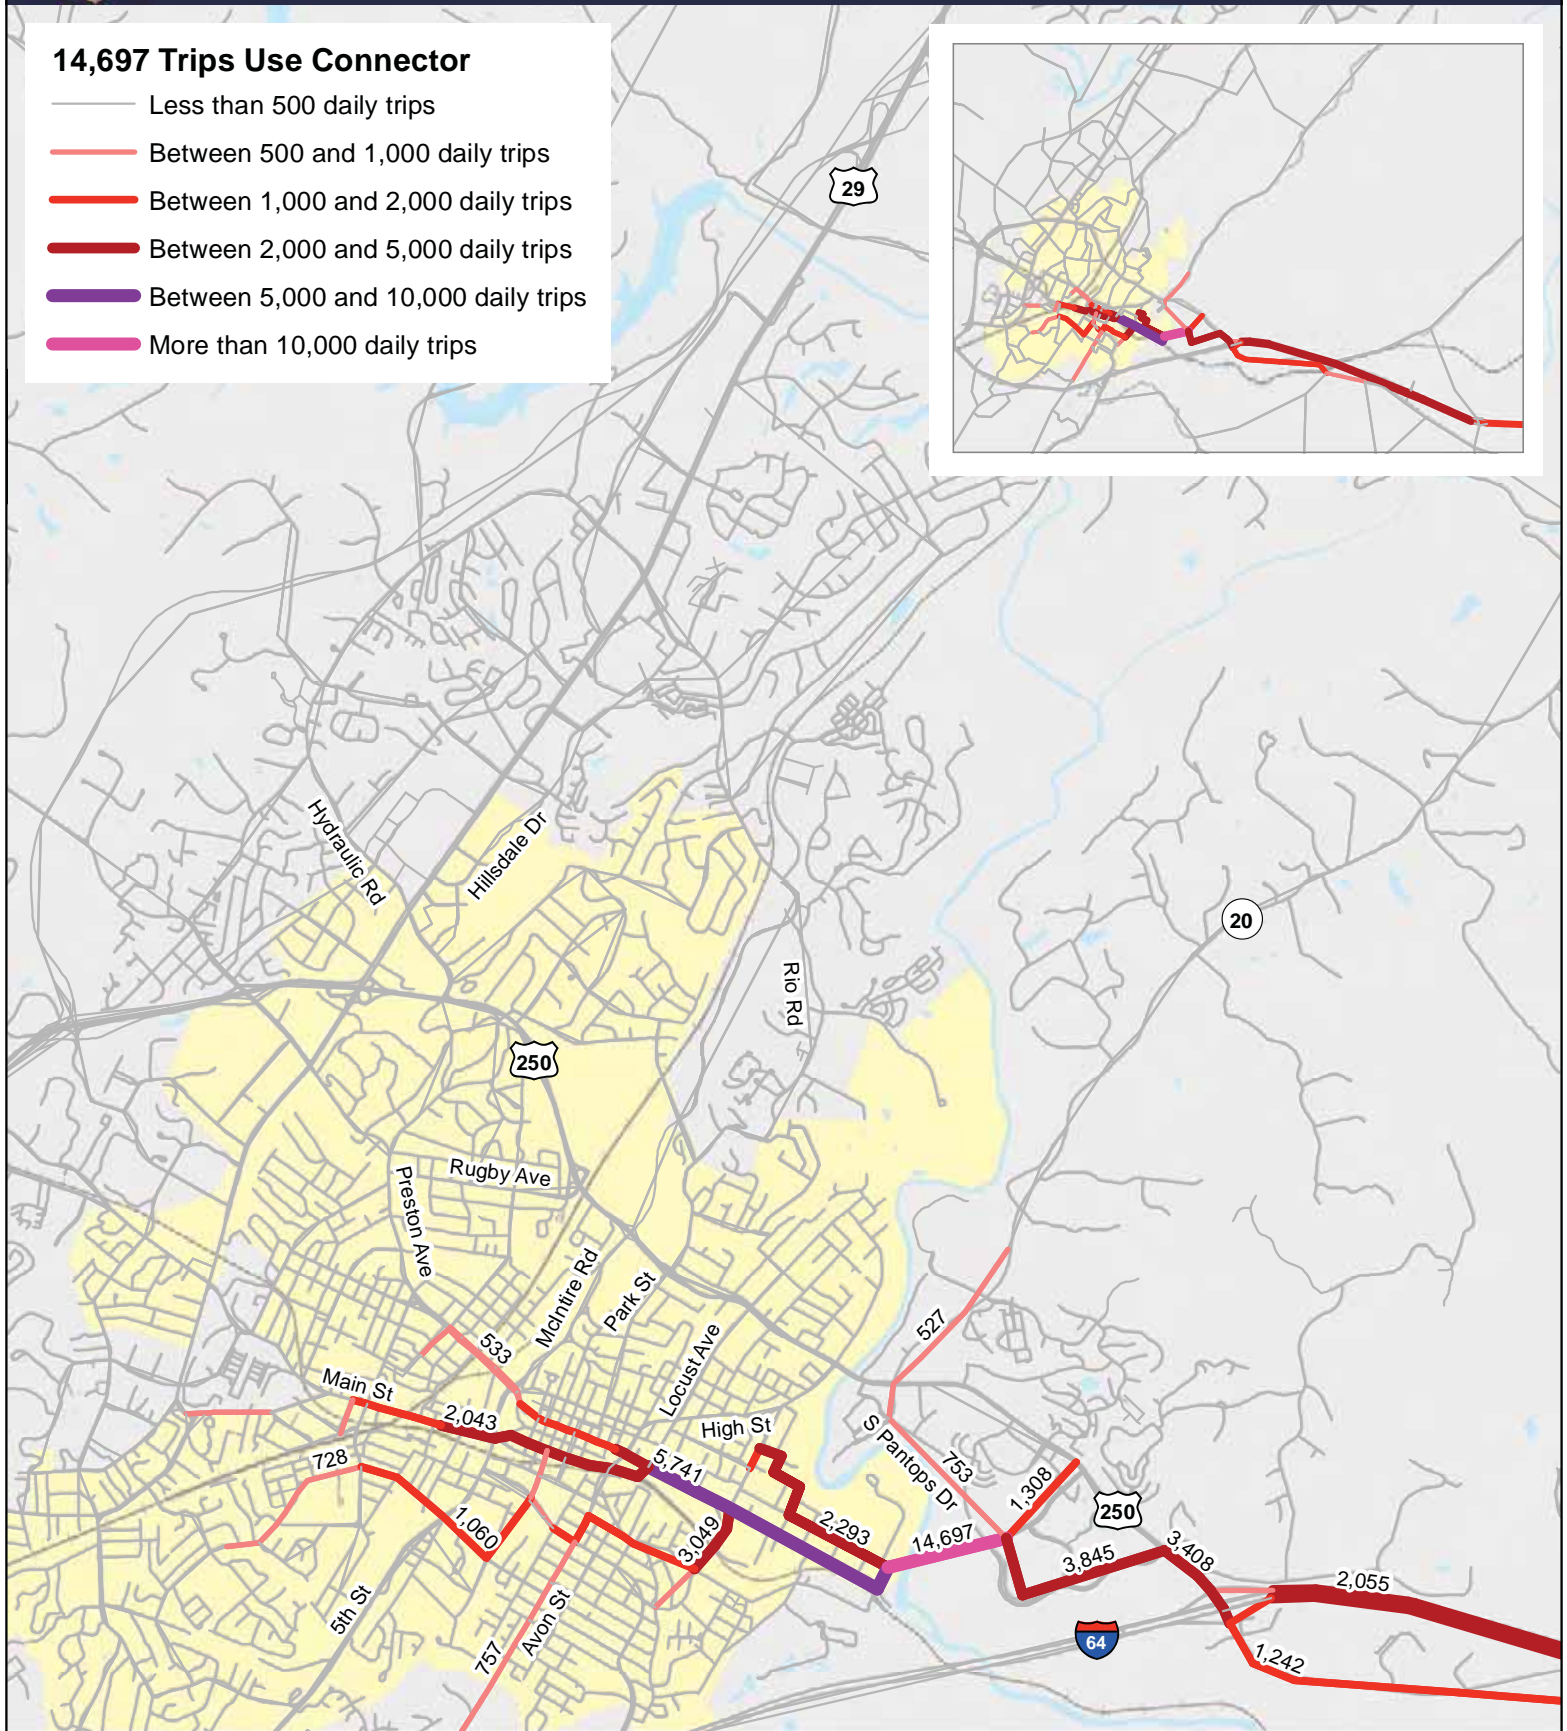 14,697 Trips Use Connector
Less than 500 daily trips
Between 500 and 1,000 daily trips
Between 1,000 and 2,000 daily trips
Between 2,000 and 5,000 daily trips
Between 5,000 and 10,000 daily trips
More than 10,000 daily trips
29
Hydraulic Rd
Hillsdale Dr
20
Rio Rd
250
Rugby Ave
Preston Ave
McIntire Rd
Park St
Locust Ave
527
533
Main St
2,043
High St
S Pantops Dr
728
5,741
753
1,308
250
1,060
3,049
2,293
14,697
3,845
3,408
2,055
5th St
Avon St
757
64
1,242